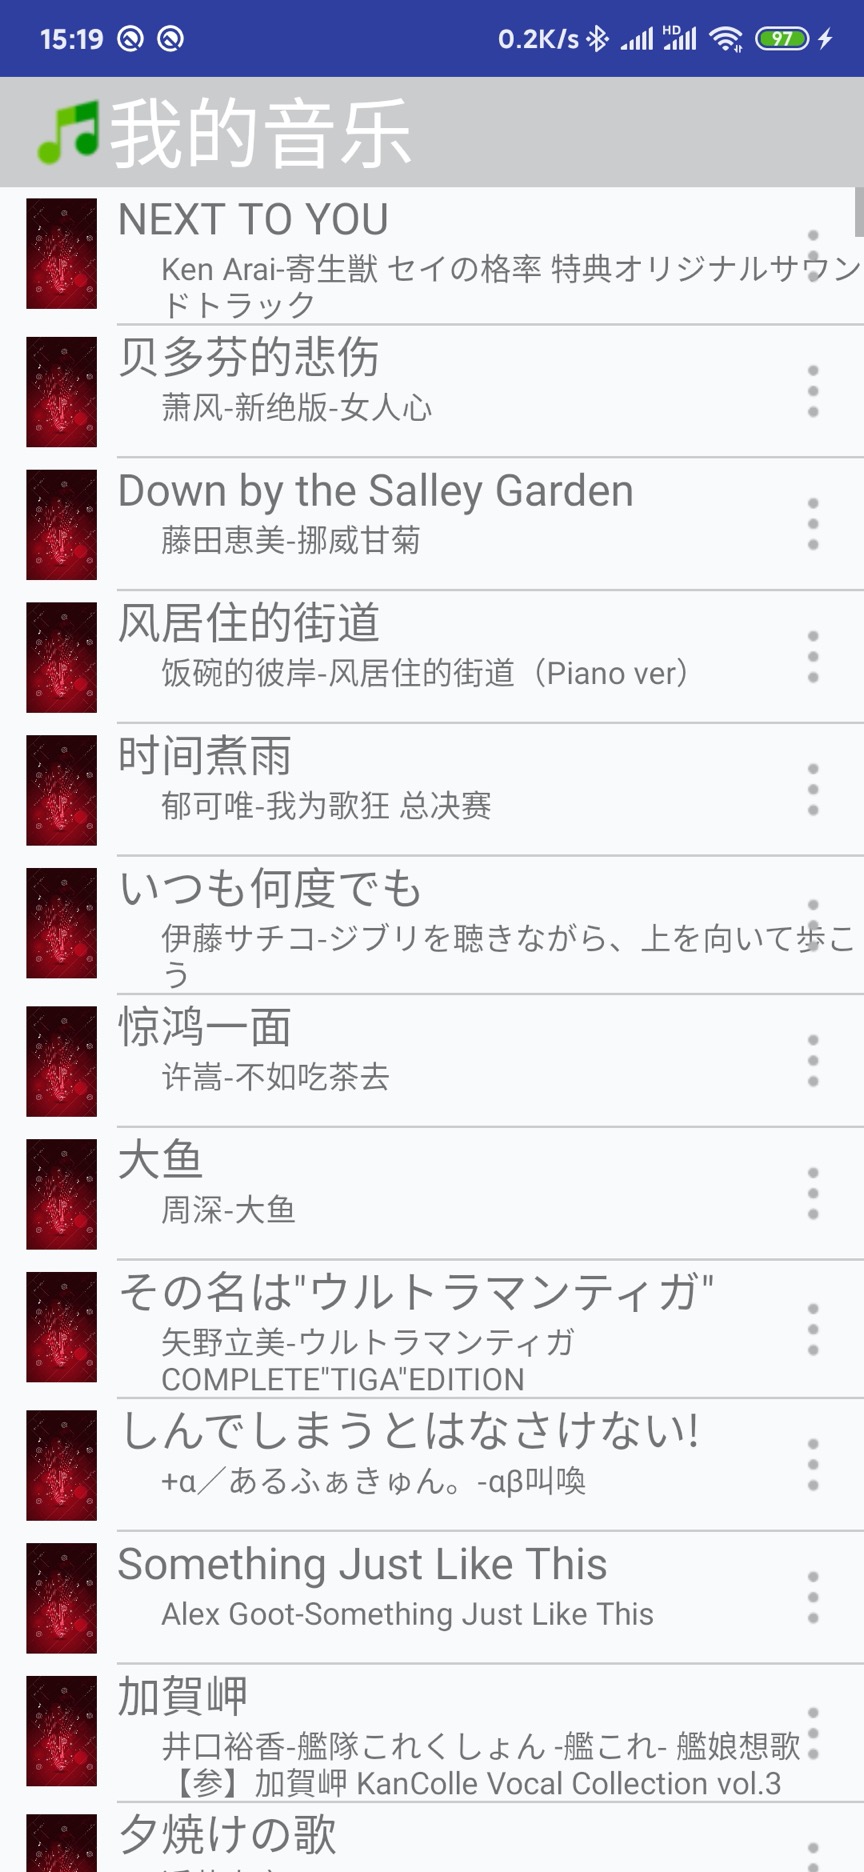 15:19 0.2K/s HD 97
我的音乐
NEXT TO YOU
Ken Arai-寄生獣 セイの格率 特典オリジナルサウン
ドトラック
贝多芬的悲伤
萧风-新绝版-女人心
Down by the Salley Garden
藤田恵美-挪威甘菊
风居住的街道
饭碗的彼岸-风居住的街道（Piano ver）
时间煮雨
郁可唯-我为歌狂 总决赛
いつも何度でも
伊藤サチコ-ジブリを聴きながら、上を向いて歩こ
う
惊鸿一面
许嵩-不如吃茶去
大鱼
周深-大鱼
その名は"ウルトラマンティガ"
矢野立美-ウルトラマンティガ
COMPLETE"TIGA"EDITION
しんでしまうとはなさけない!
+α／あるふぁきゅん。-αβ叫喚
Something Just Like This
Alex Goot-Something Just Like This
加賀岬
井口裕香-艦隊これくしょん -艦これ- 艦娘想歌
【参】加賀岬 KanColle Vocal Collection vol.3
夕焼けの歌